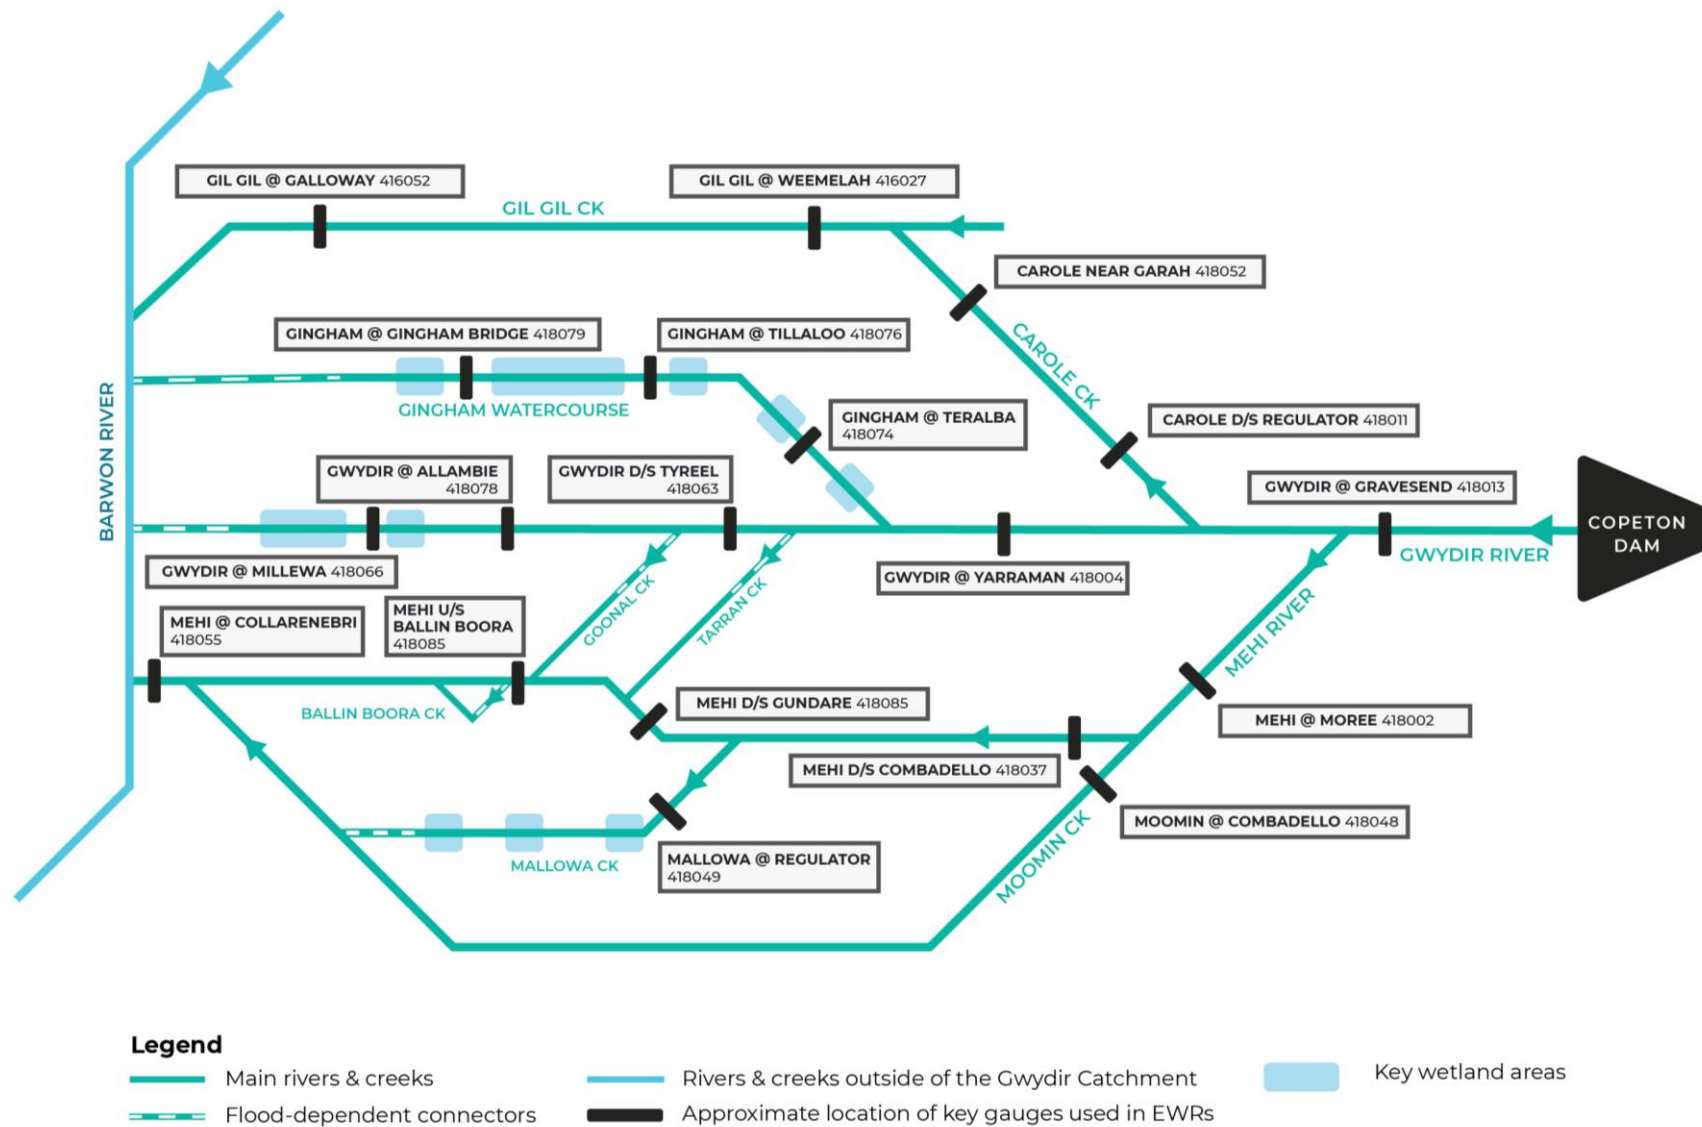 GIL GIL @ GALLOWAY 416052
GIL GIL @ WEEMELAH 416027
GIL GIL CK
CAROLE NEAR GARAH 418052
GINGHAM @ GINGHAM BRIDGE 418079
GINGHAM @ TILLALOO 418076
CAROLE CK
BARWON RIVER
GINGHAM WATERCOURSE
GINGHAM @ TERALBA
418074
CAROLE D/S REGULATOR 418011
GWYDIR @ ALLAMBIE
418078
GWYDIR D/S TYREEL
418063
GWYDIR @ GRAVESEND 418013
COPETON
DAM
GWYDIR RIVER
GWYDIR @ MILLEWA 418066
GWYDIR @ YARRAMAN 418004
MEHI @ COLLARENEBRI
418055
MEHI U/S
BALLIN BOORA
418085
GOONAL CK
TARRAN CK
MEHI RIVER
BALLIN BOORA CK
MEHI D/S GUNDARE 418085
MEHI @ MOREE 418002
MEHI D/S COMBADELLO 418037
MOOMIN @ COMBADELLO 418048
MALLOWA CK
MALLOWA @ REGULATOR
418049
MOOMIN CK
Legend
Main rivers & creeks
Rivers & creeks outside of the Gwydir Catchment
Key wetland areas
Flood-dependent connectors
Approximate location of key gauges used in EWRs